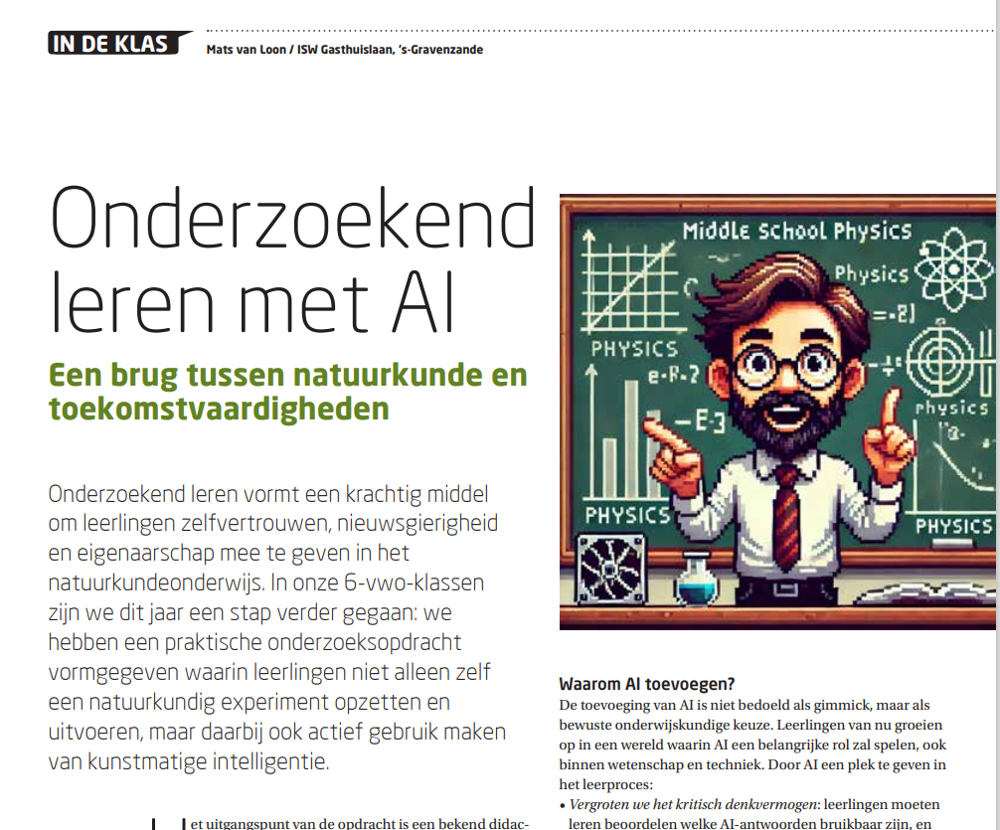 IN DE KLAS
Mats van Loon / ISW Gasthuislaan, 's-Gravenzande
Onderzoekend
leren met AI
Een brug tussen natuurkunde en
toekomstvaardigheden
Onderzoekend leren vormt een krachtig middel
om leerlingen zelfvertrouwen, nieuwsgierigheid
en eigenaarschap mee te geven in het
natuurkundeonderwijs. In onze 6-vwo-klassen
zijn we dit jaar een stap verder gegaan: we
hebben een praktische onderzoeksopdracht
vormgegeven waarin leerlingen niet alleen zelf
een natuurkundig experiment opzetten en
uitvoeren, maar daarbij ook actief gebruik maken
van kunstmatige intelligentie.
et uitgangspunt van de opdracht is een bekend didac-
Middle School Physics
Physics
PHYSICS
physics
PHYSICS
PHYSICS
Waarom AI toevoegen?
De toevoeging van AI is niet bedoeld als gimmick, maar als
bewuste onderwijskundige keuze. Leerlingen van nu groeien
op in een wereld waarin AI een belangrijke rol zal spelen, ook
binnen wetenschap en techniek. Door AI een plek te geven in
het leerproces:
• Vergroten we het kritisch denkvermogen: leerlingen moeten
leren beoordelen welke AI-antwoorden bruikbaar zijn, en